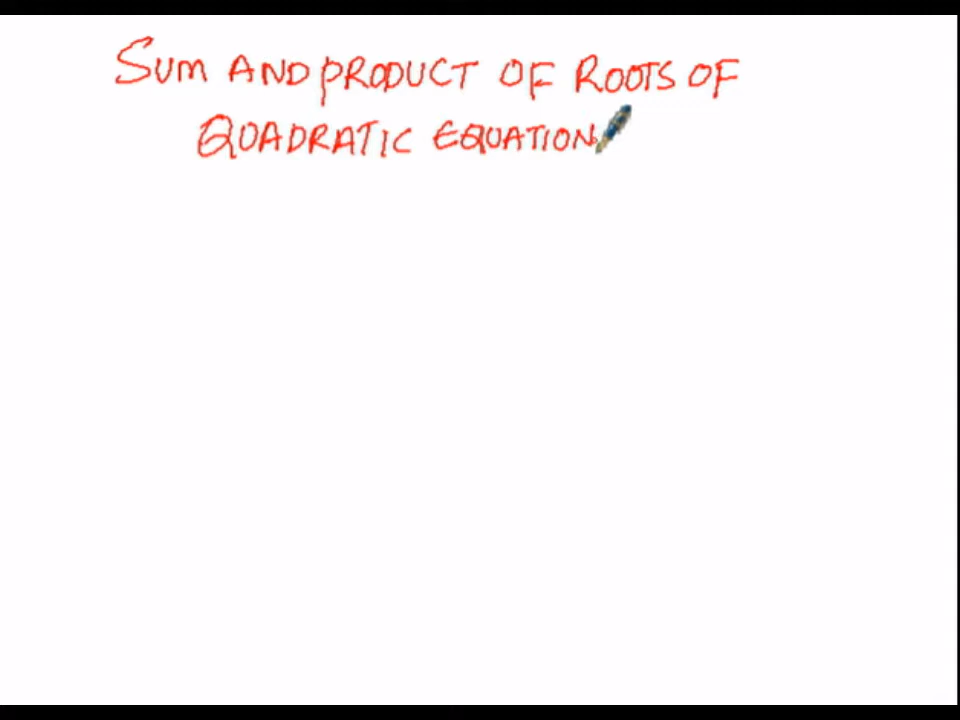 SUM AND PRODUCT OF ROOTS OF
QUADRATIC EQUATION